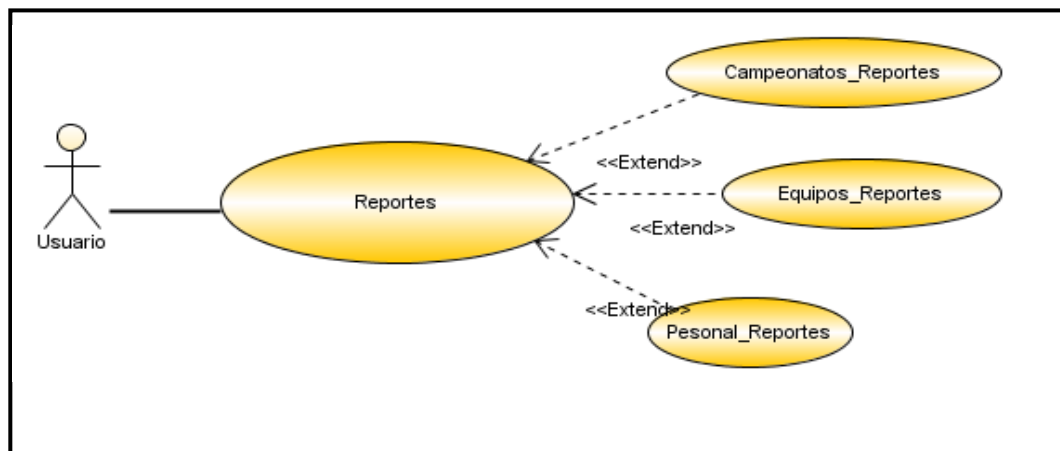 Campeonatos_Reportes
<<Extend>>
Reportes
Equipos_Reportes
Usuario
<<Extend>>
<<Extend>>
Pesonal_Reportes